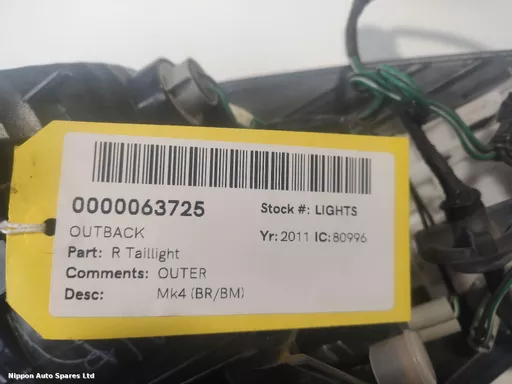 0000063725
Stock #: LIGHTS
OUTBACK
Yr: 2011 IC: 80996
Part: R Taillight
Comments: OUTER
Desc: Mk4 (BR/BM)
Nippon Auto Spares Ltd